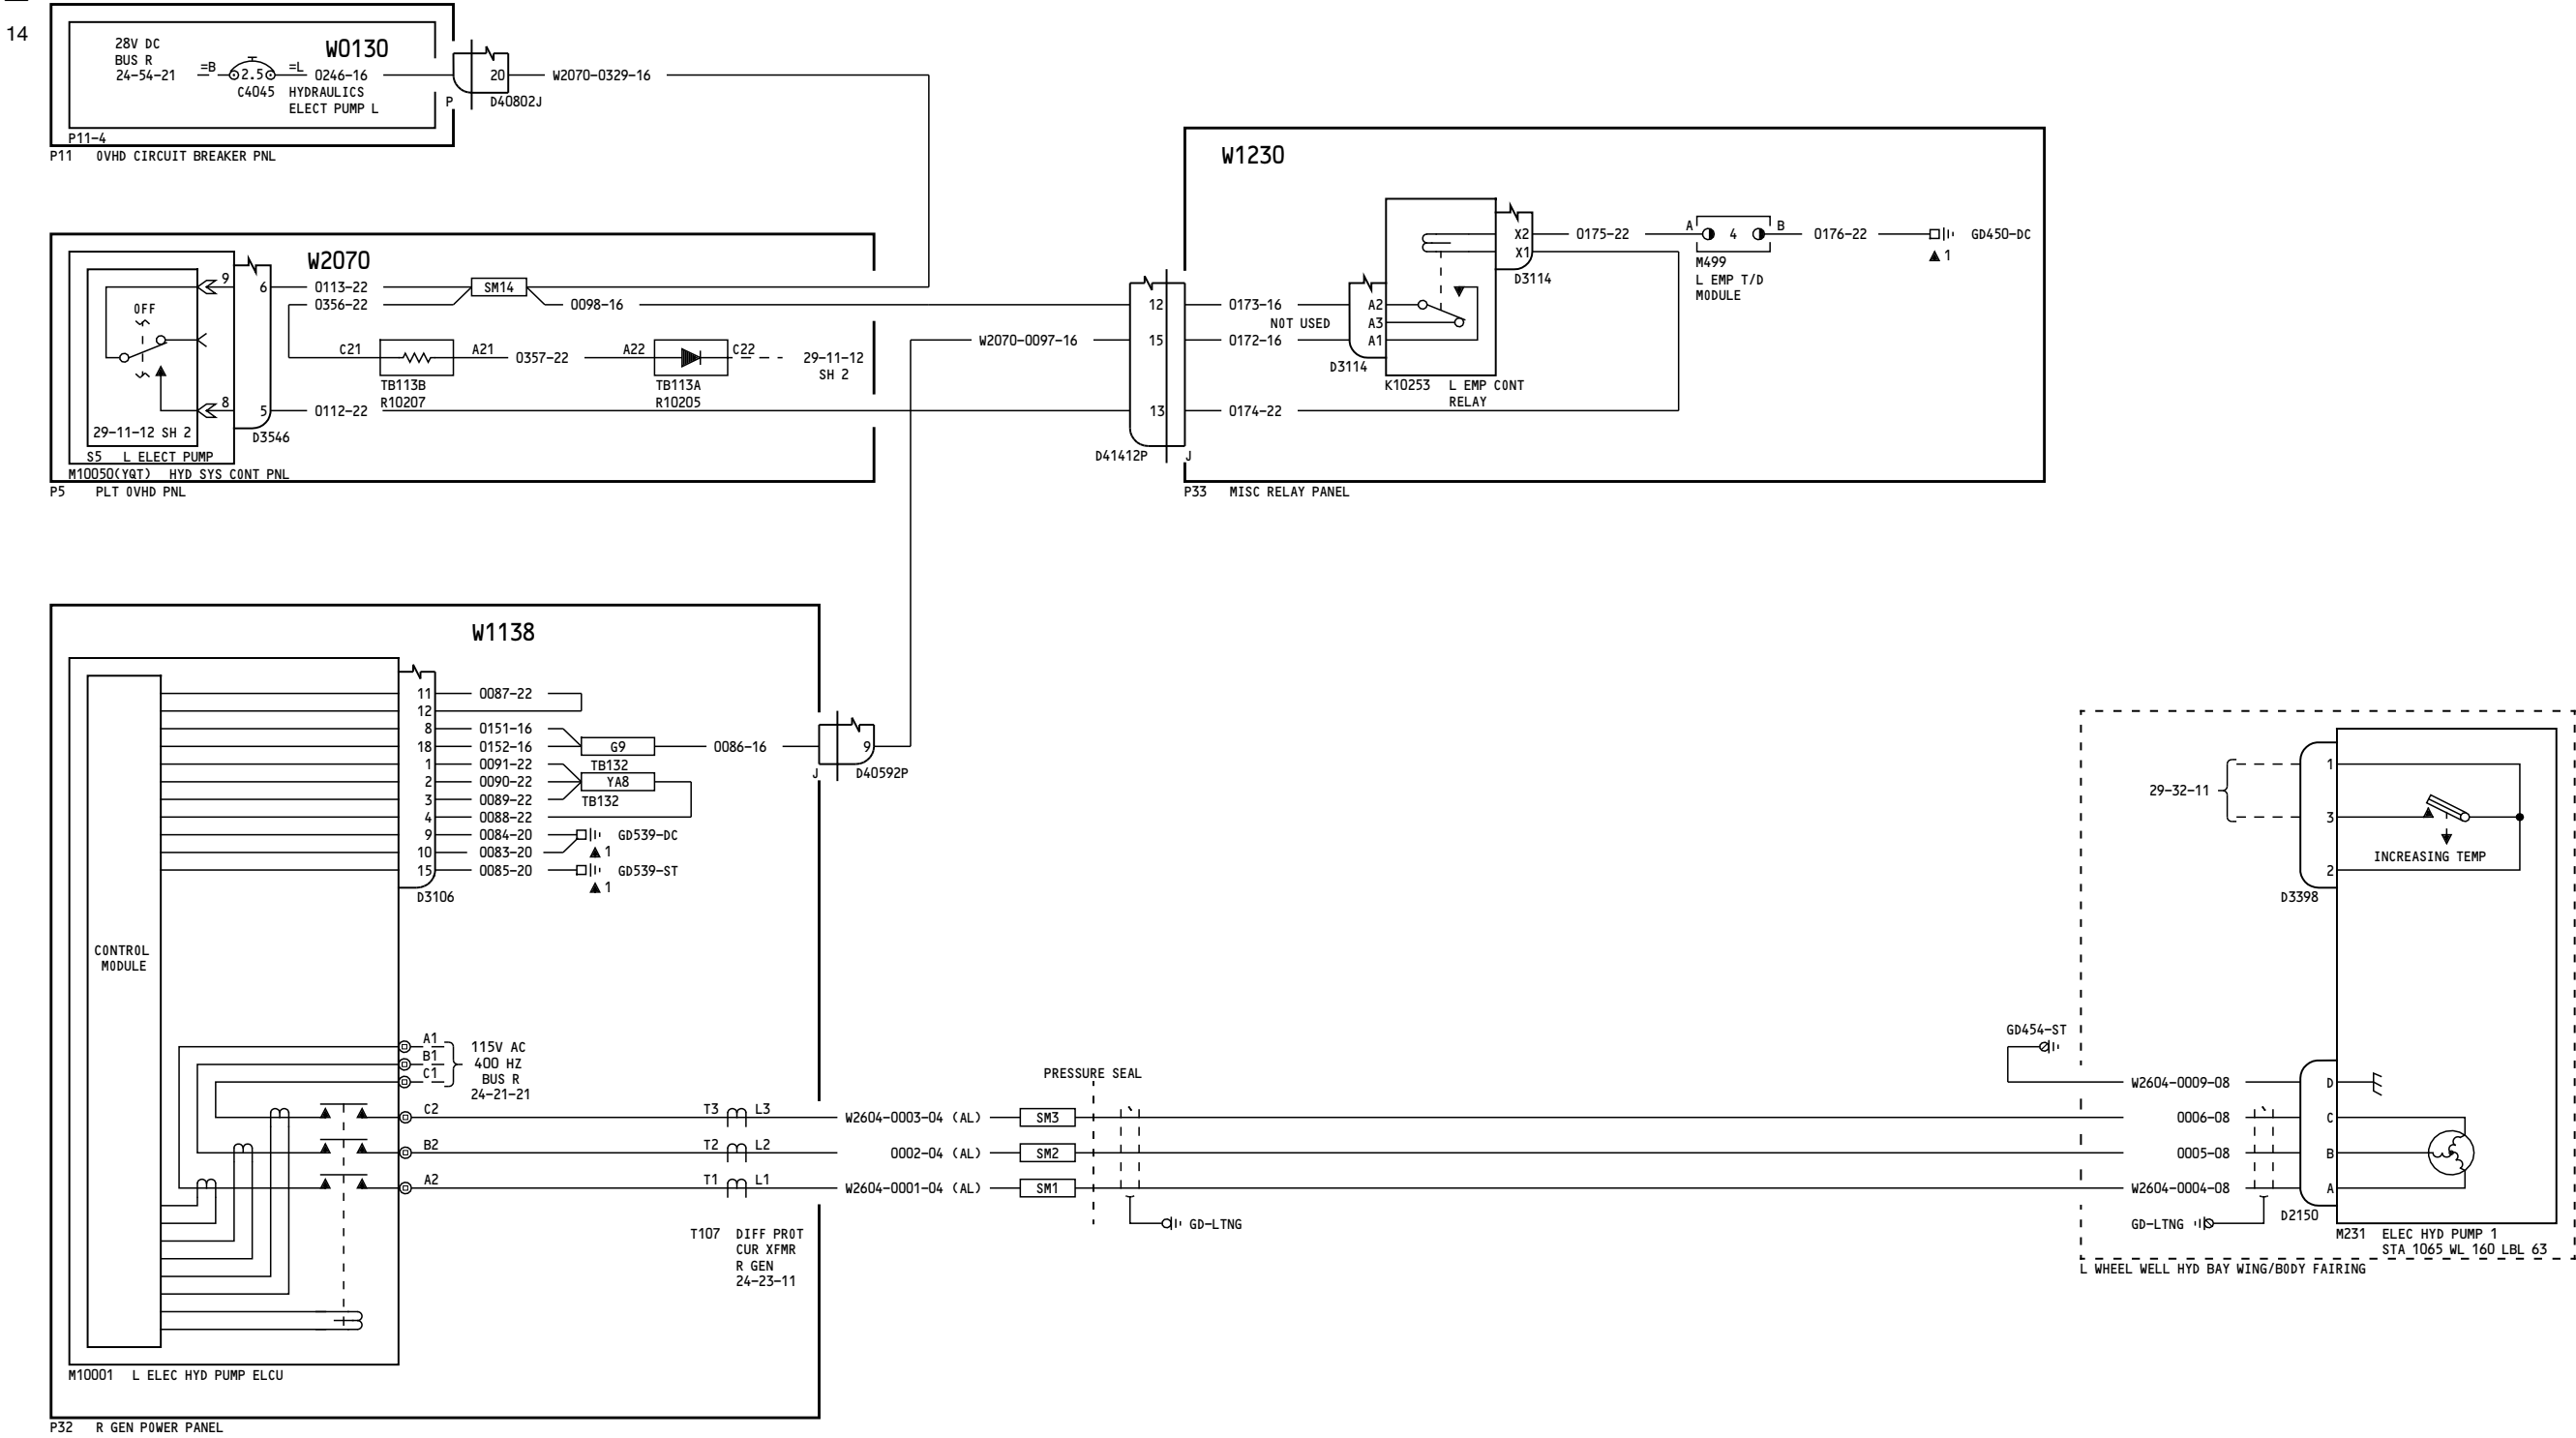 14
28V DC
BUS R
24-54-21
=B
2.5
=L
C4045
W0130
0246-16
HYDRAULICS
ELECT PUMP L
P
20
D40802J
W2070-0329-16
P11-4
P11 OVHD CIRCUIT BREAKER PNL
W2070
9
6
0113-22
SM14
0356-22
0098-16
OFF
C21
A21
0357-22
A22
C22
29-11-12
SH 2
TB113B
R10207
TB113A
R10205
8
5
0112-22
29-11-12 SH 2
D3546
S5 L ELECT PUMP
M10050(YQT) HYD SYS CONT PNL
P5 PLT OVHD PNL
W2070-0097-16
W1230
12
15
13
D41412P
J
0173-16
NOT USED
0172-16
0174-22
A2
A3
A1
D3114
K10253 L EMP CONT
RELAY
X2
X1
D3114
0175-22
A
4
B
M499
L EMP T/D
MODULE
0176-22
GD450-DC
1
P33 MISC RELAY PANEL
W1138
11
0087-22
12
8
0151-16
18
0152-16
G9
TB132
0086-16
J
9
D40592P
1
0091-22
2
0090-22
YA8
TB132
3
0089-22
4
0088-22
9
0084-20
GD539-DC
10
0083-20
1
15
0085-20
GD539-ST
1
D3106
CONTROL
MODULE
A1
B1
C1
115V AC
400 HZ
BUS R
24-21-21
C2
T3
L3
B2
T2
L2
A2
T1
L1
T107 DIFF PROT
CUR XFMR
R GEN
24-23-11
M10001 L ELEC HYD PUMP ELCU
P32 R GEN POWER PANEL
W2604-0003-04 (AL)
SM3
0002-04 (AL)
SM2
W2604-0001-04 (AL)
SM1
PRESSURE SEAL
GD-LTNG
29-32-11
1
3
2
INCREASING TEMP
D3398
GD454-ST
W2604-0009-08
D
0006-08
C
0005-08
B
W2604-0004-08
A
GD-LTNG
D2150
M231 ELEC HYD PUMP 1
STA 1065 WL 160 LBL 63
L WHEEL WELL HYD BAY WING/BODY FAIRING